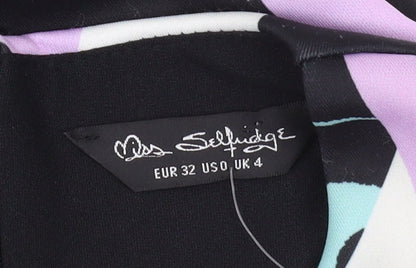 Miss Selfridge
EUR 32 US 0 UK 4